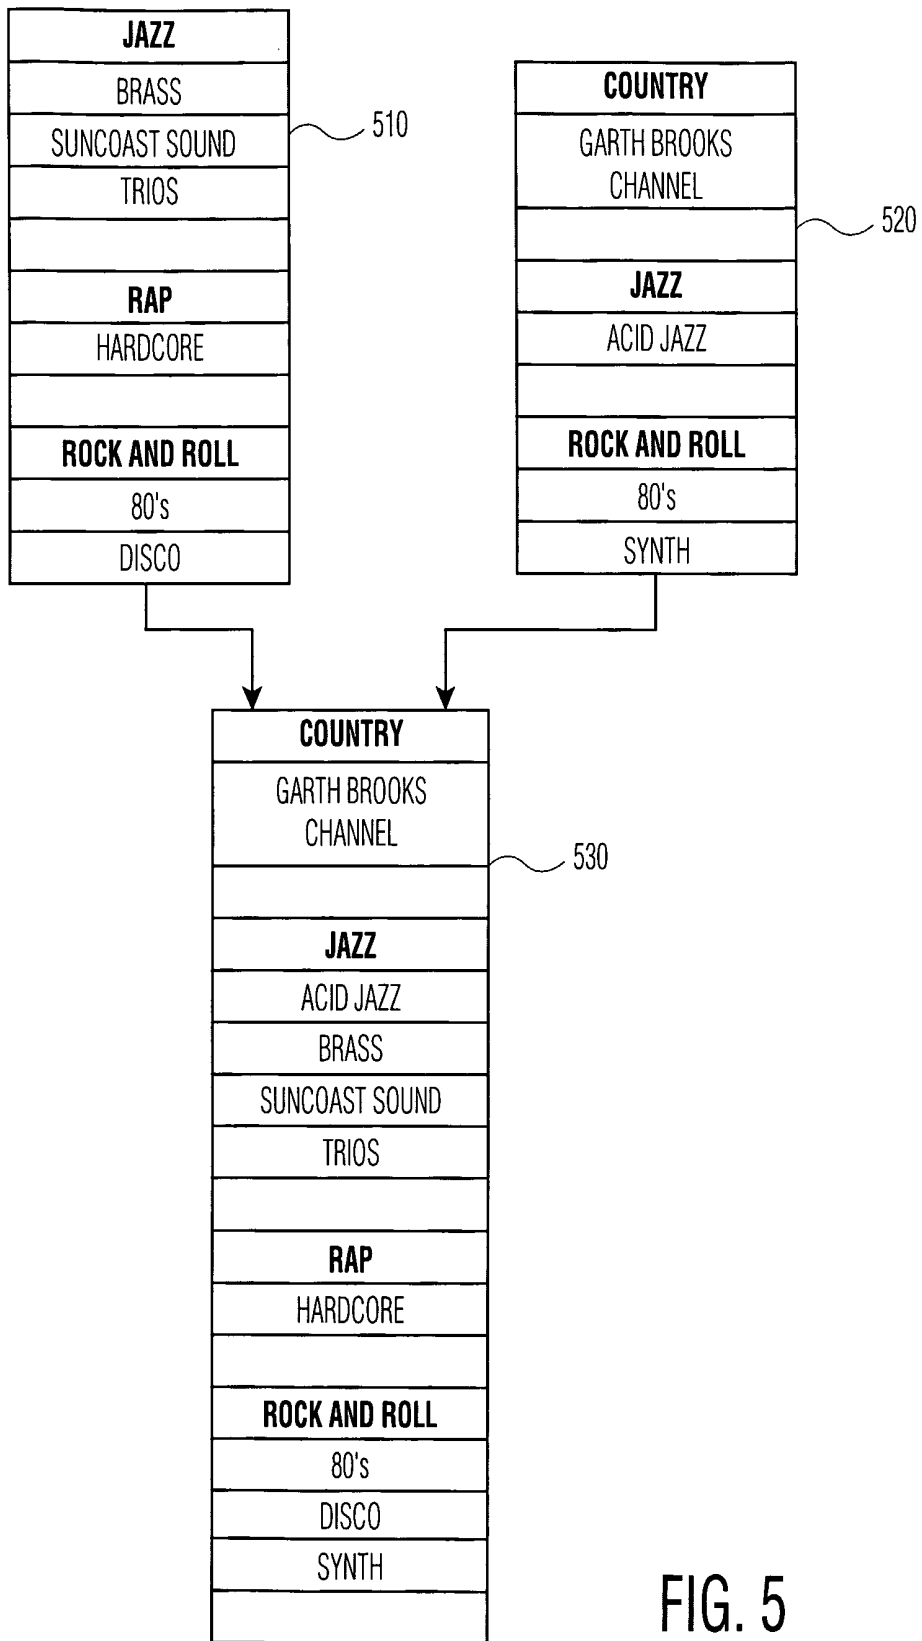 JAZZ
BRASS
SUNCOAST SOUND
TRIOS
RAP
HARDCORE
ROCK AND ROLL
80's
DISCO
510
COUNTRY
GARTH BROOKS
CHANNEL
JAZZ
ACID JAZZ
ROCK AND ROLL
80's
SYNTH
520
COUNTRY
GARTH BROOKS
CHANNEL
JAZZ
ACID JAZZ
BRASS
SUNCOAST SOUND
TRIOS
RAP
HARDCORE
ROCK AND ROLL
80's
DISCO
SYNTH
530
FIG. 5